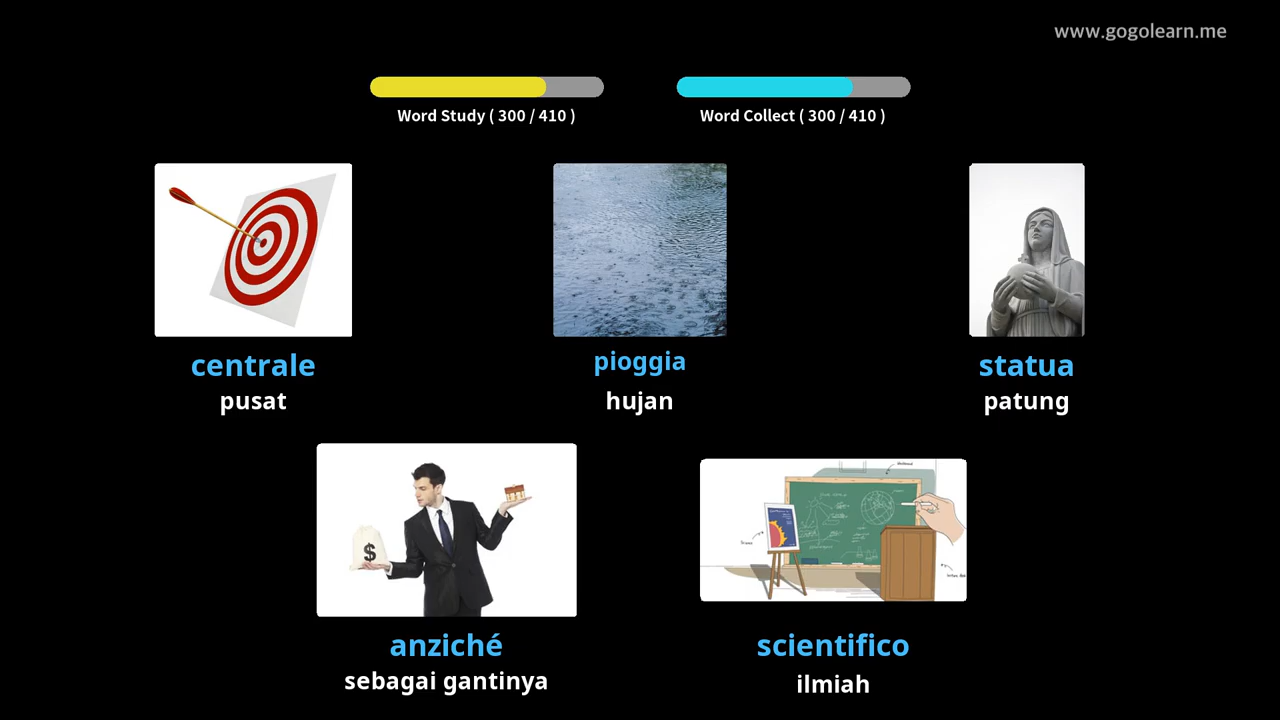 www.gogolearn.me
Word Study ( 300 / 410 )
Word Collect ( 300 / 410 )
centrale
pusat
pioggia
hujan
statua
patung
$
anziché
sebagai gantinya
scientifico
ilmiah